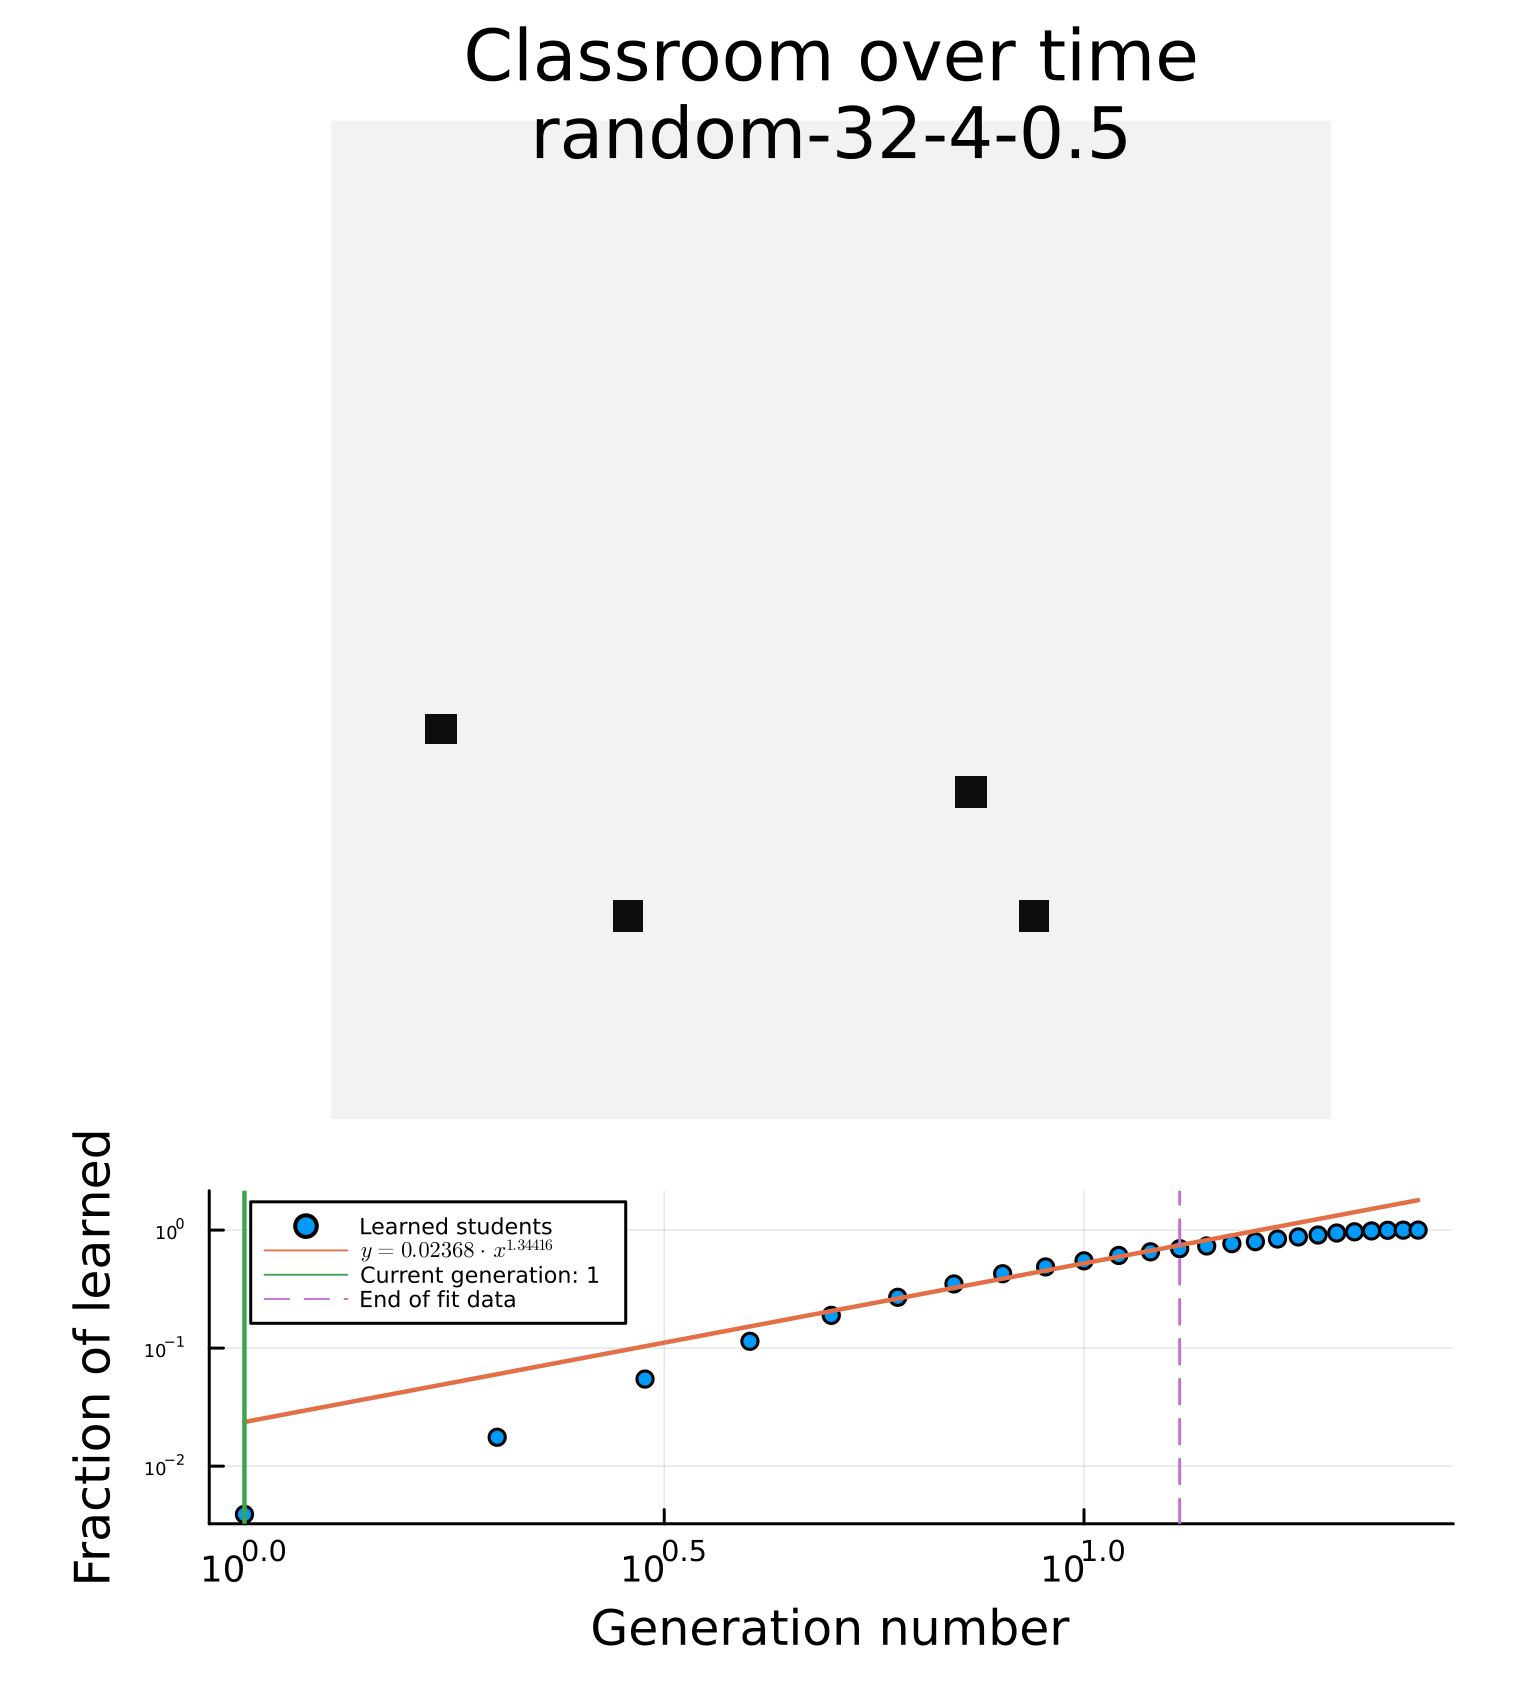 Classroom over time
random-32-4-0.5
Fraction of learned
10⁰
10⁻¹
10⁻²
Learned students
y = 0.02368 · x^1.34416
Current generation: 1
End of fit data
10^0.0 10^0.5 10^1.0
Generation number